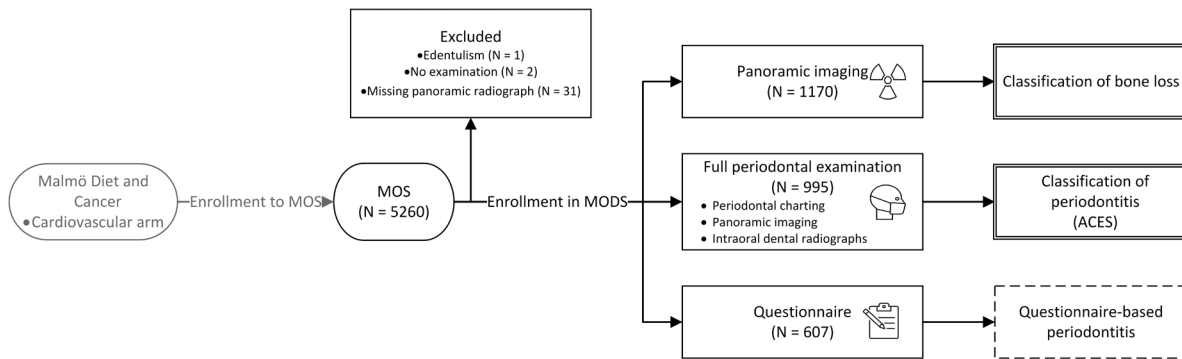 Malmö Diet and
Cancer
●Cardiovascular arm
Enrollment to MOS
MOS
(N = 5260)
Excluded
●Edentulism (N = 1)
●No examination (N = 2)
●Missing panoramic radiograph (N = 31)
Enrollment in MODS
Panoramic imaging
(N = 1170)
Classification of bone loss
Full periodontal examination
(N = 995)
● Periodontal charting
● Panoramic imaging
● Intraoral dental radiographs
Classification of
periodontitis
(ACES)
Questionnaire
(N = 607)
Questionnaire-based
periodontitis